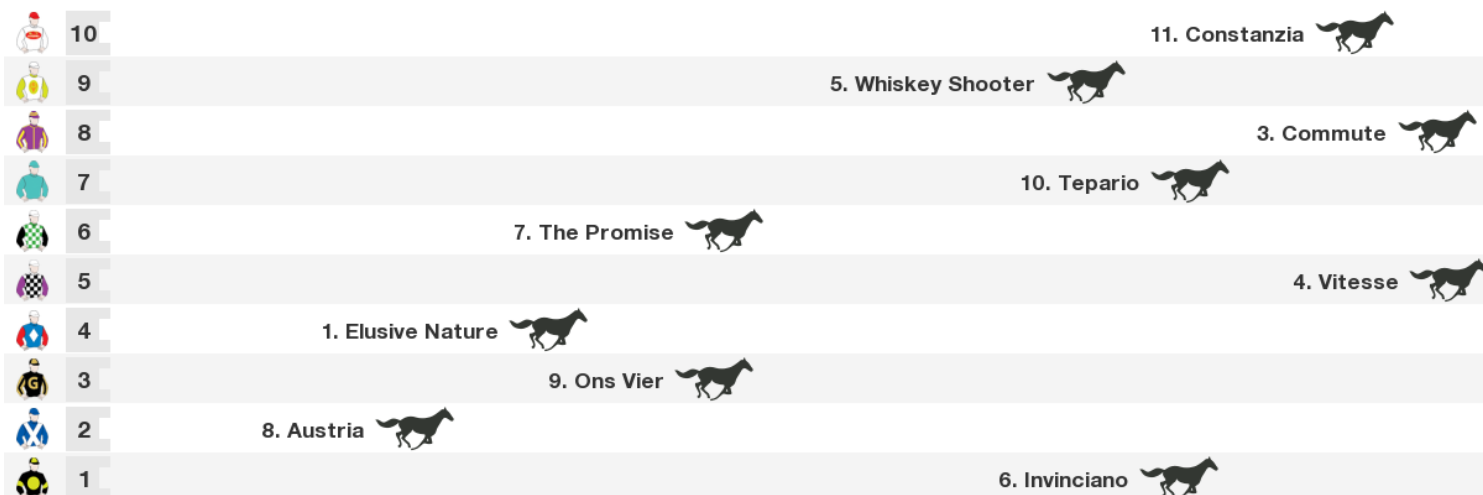 10 11. Constanzia
9 5. Whiskey Shooter
8 3. Commute
7 10. Tepario
6 7. The Promise
5 4. Vitesse
4 1. Elusive Nature
G 3 9. Ons Vier
2 8. Austria
1 6. Invinciano